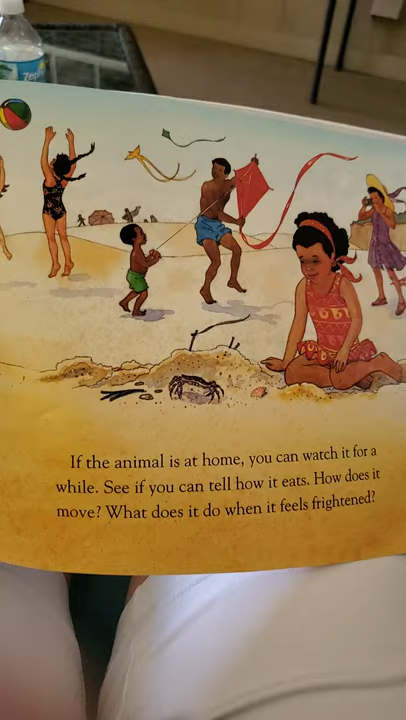 Zeph
If the animal is at home, you can watch it for a
while. See if you can tell how it eats. How does it
move? What does it do when it feels frightened?